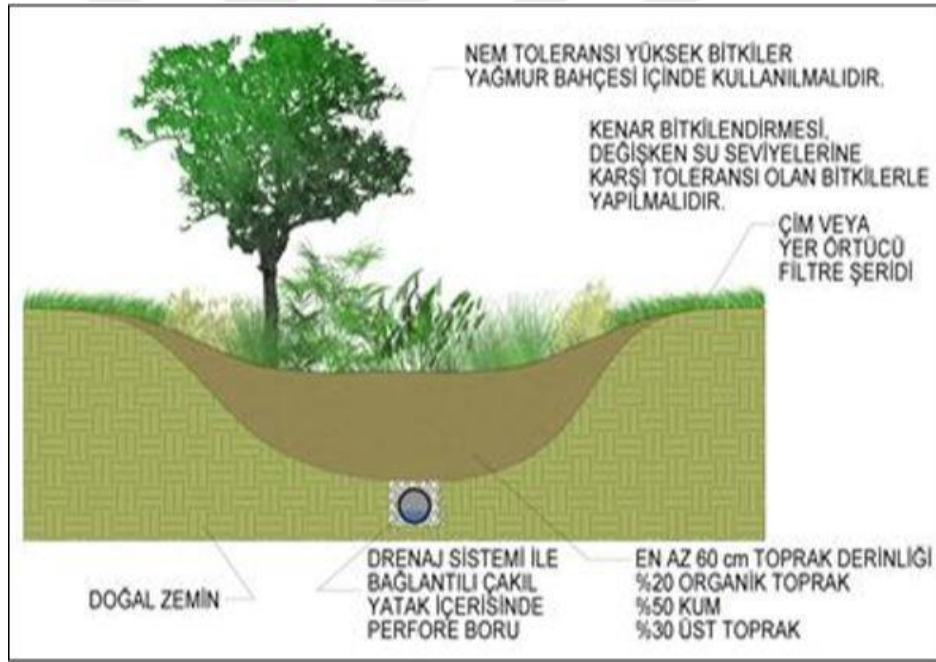 NEM TOLERANSI YÜKSEK BİTKİLER
YAĞMUR BAHÇESİ İÇİNDE KULLANILMALIDIR.
KENAR BİTKİLENDİRMESİ,
DEĞİŞKEN SU SEVİYELERİNE
KARŞI TOLERANSI OLAN BİTKİLERLE
YAPILMALIDIR.
ÇİM VEYA
YER ÖRTÜCÜ
FİLTRE ŞERİDİ
DOĞAL ZEMİN
DRENAJ SİSTEMİ İLE
BAĞLANTILI ÇAKIL
YATAK İÇERİSİNDE
PERFORE BORU
EN AZ 60 cm TOPRAK DERİNLİĞİ
%20 ORGANİK TOPRAK
%50 KUM
%30 ÜST TOPRAK